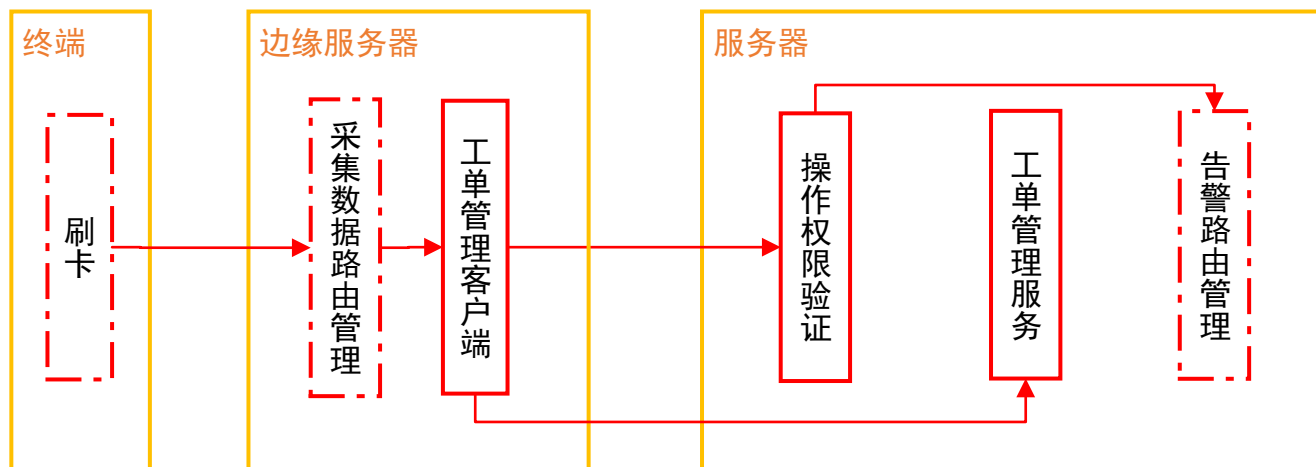 终端
边缘服务器
服务器
刷卡
采集数据路由管理
工单管理客户端
操作权限验证
工单管理服务
告警路由管理